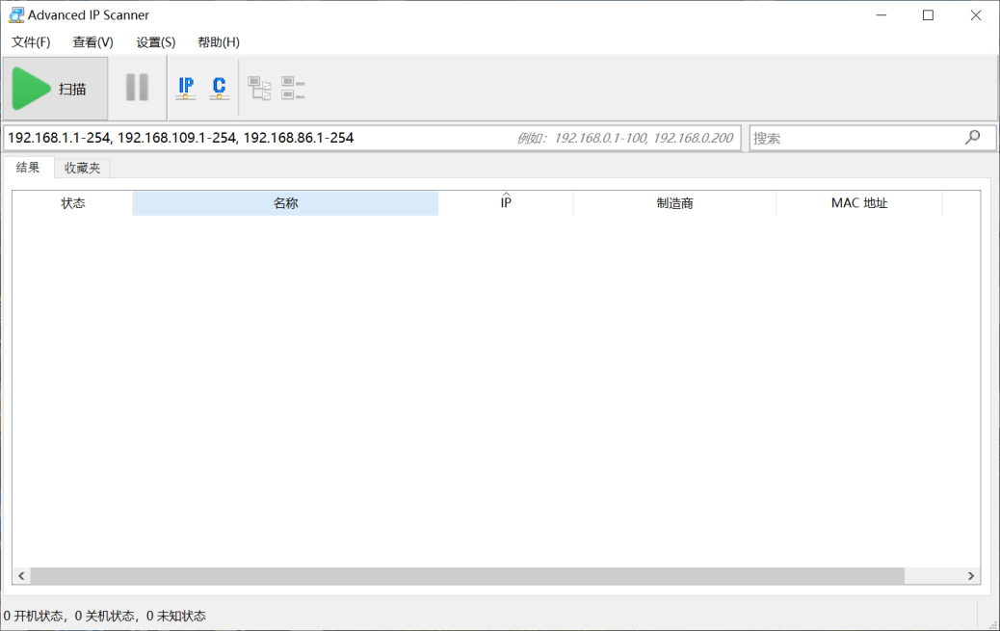 Advanced IP Scanner
文件(F) 查看(V) 设置(S) 帮助(H)
扫描 IP C
192.168.1.1-254, 192.168.109.1-254, 192.168.86.1-254 例如: 192.168.0.1-100, 192.168.0.200 搜索
结果 收藏夹
状态 名称 IP 制造商 MAC 地址
0 开机状态, 0 关机状态, 0 未知状态